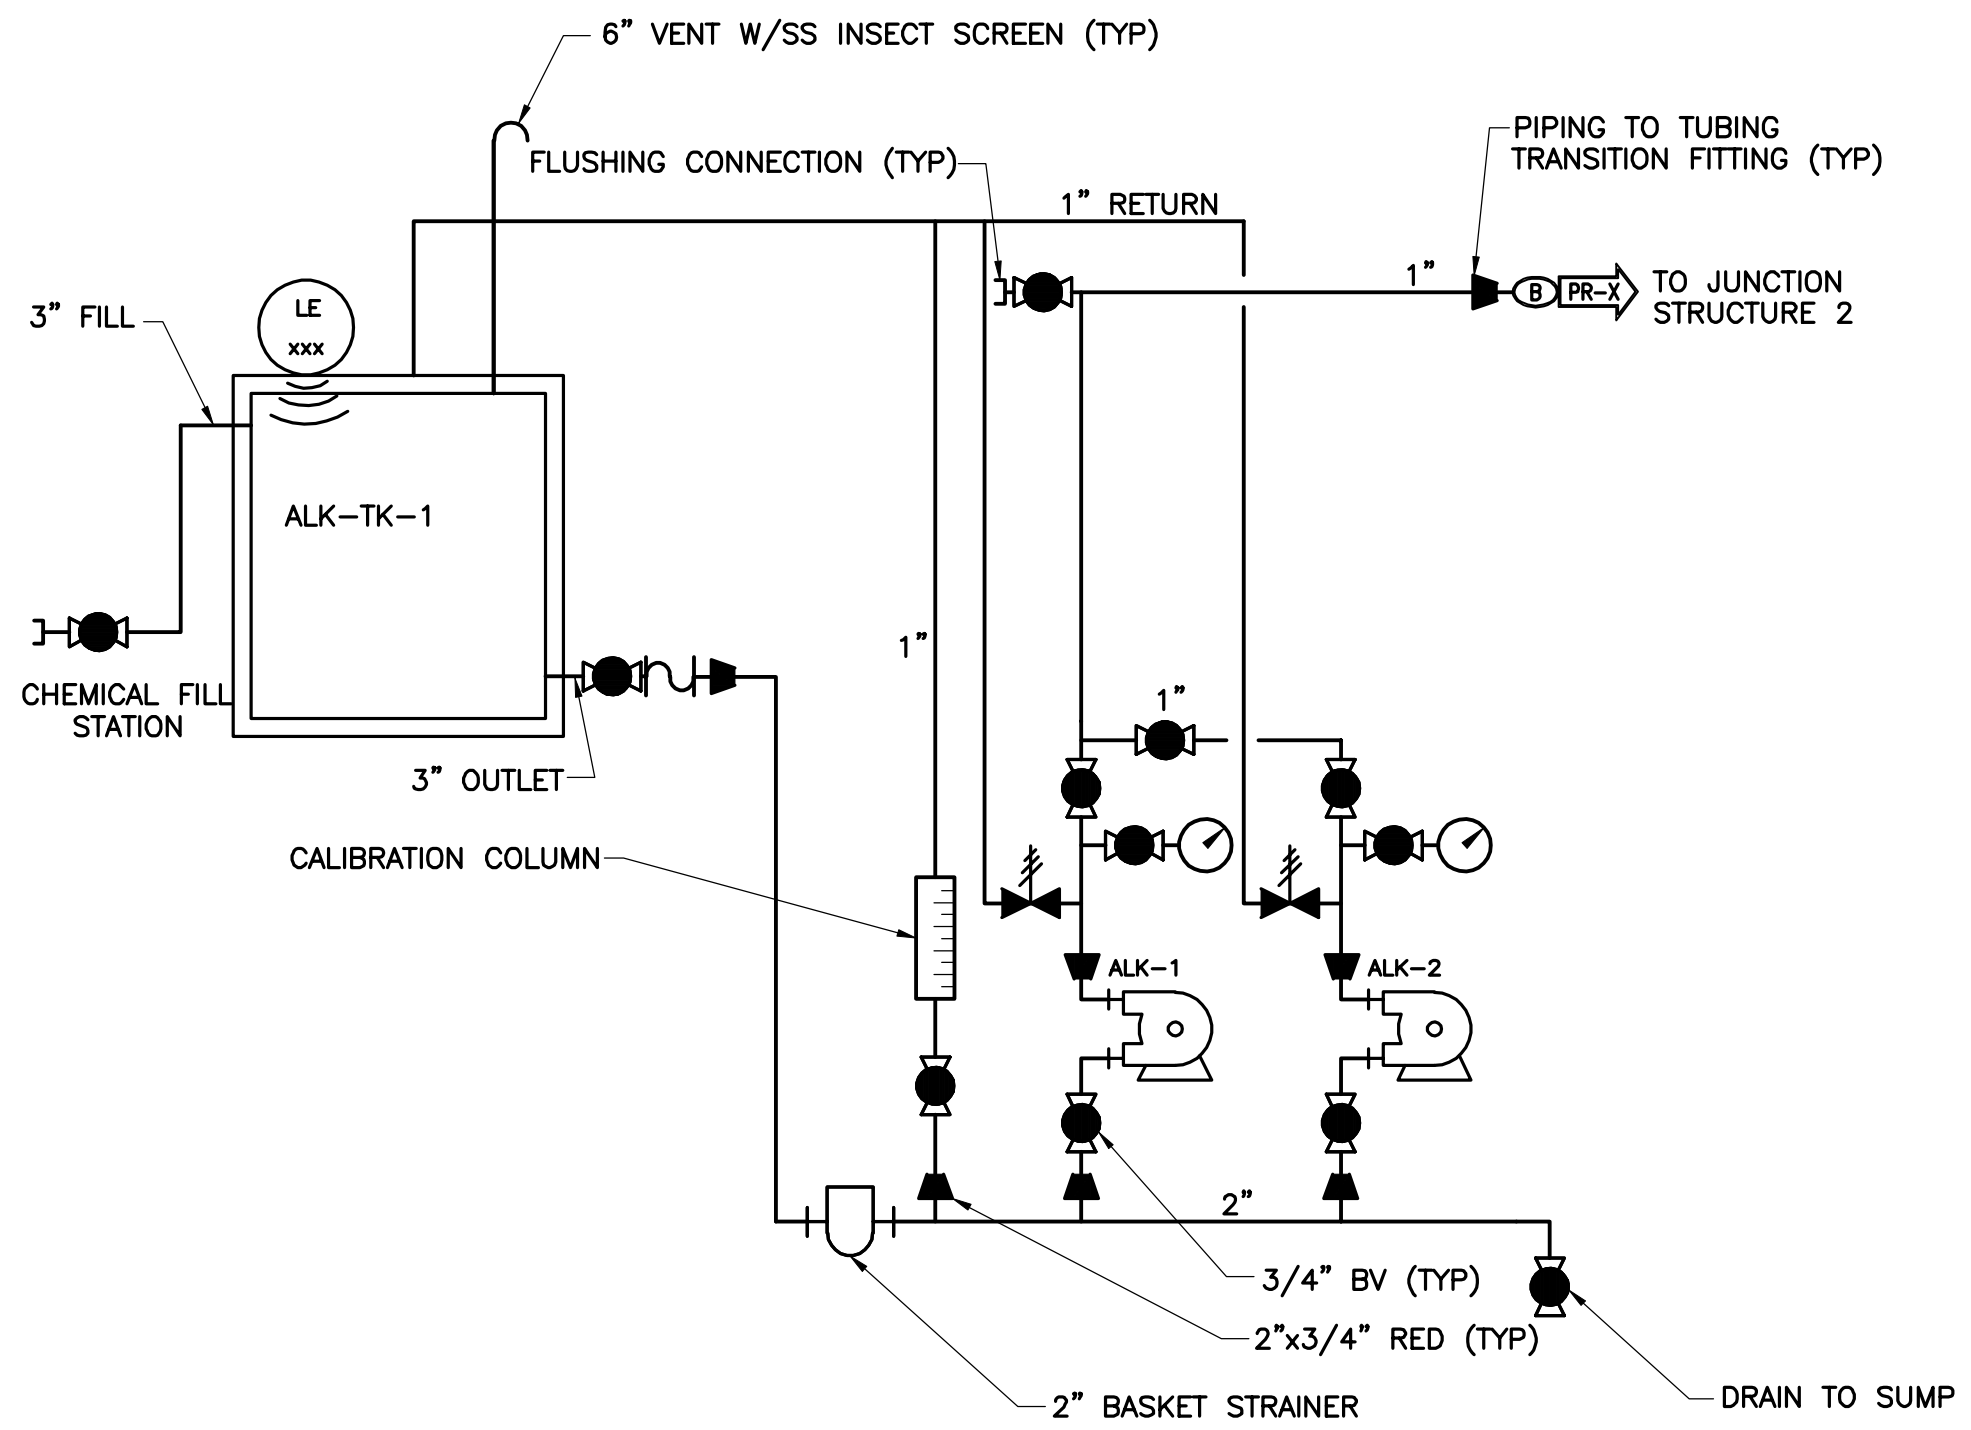 6” VENT W/SS INSECT SCREEN (TYP)
PIPING TO TUBING
TRANSITION FITTING (TYP)
FLUSHING CONNECTION (TYP)
1” RETURN
1”
B
PR-X
TO JUNCTION
STRUCTURE 2
3” FILL
LE
xxx
ALK-TK-1
1”
1”
CHEMICAL FILL
STATION
3” OUTLET
CALIBRATION COLUMN
ALK-1
ALK-2
2”
3/4” BV (TYP)
2”x3/4” RED (TYP)
2” BASKET STRAINER
DRAIN TO SUMP